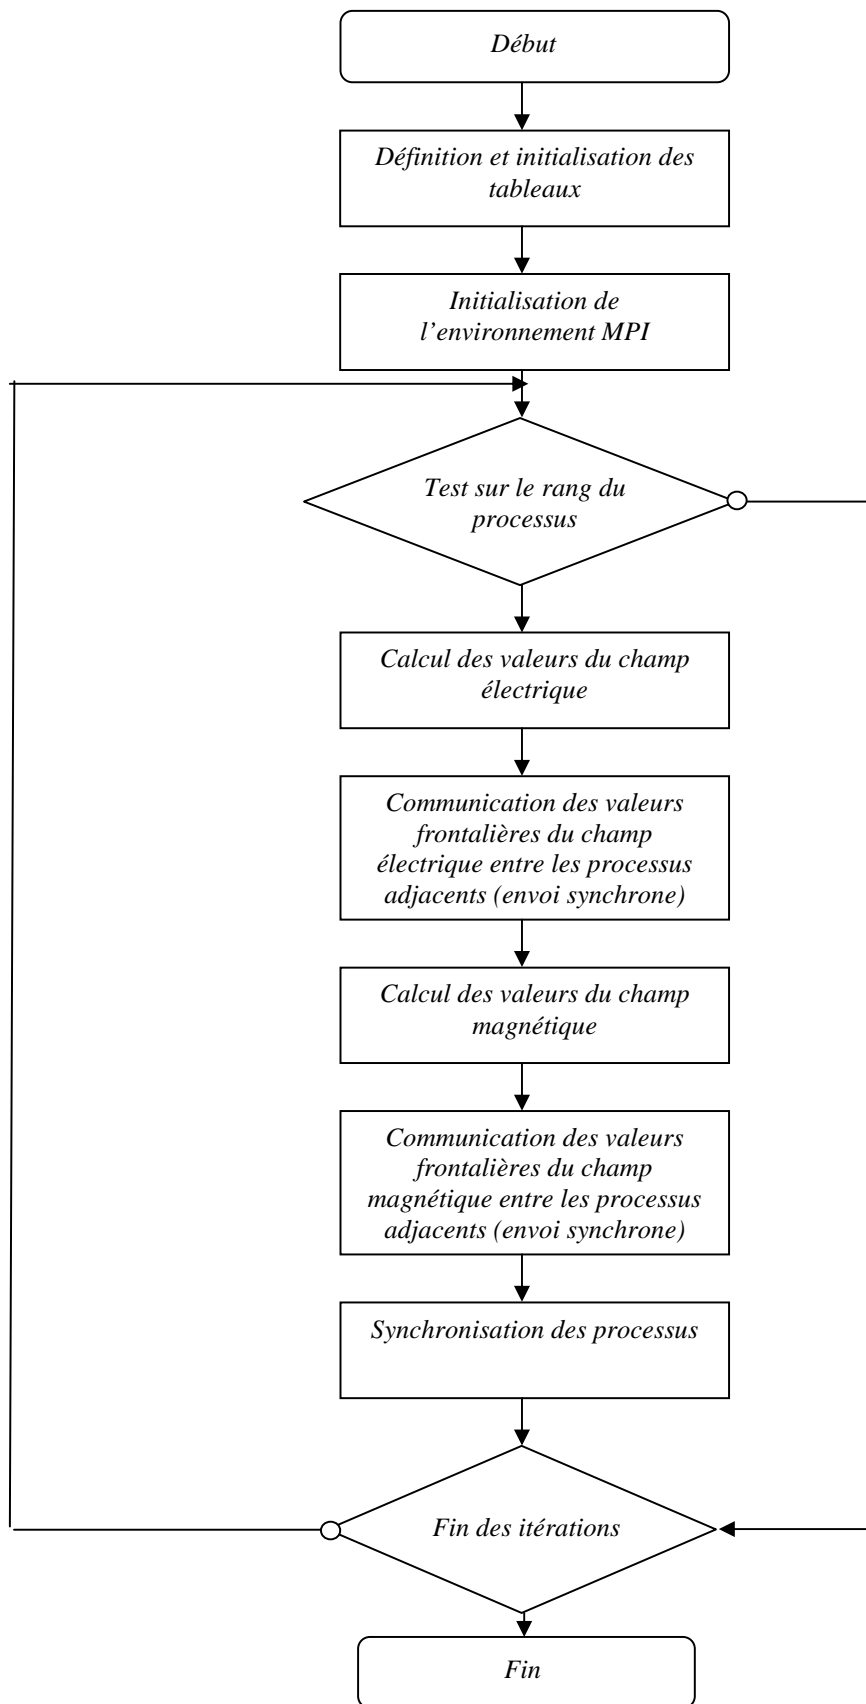 Début
Définition et initialisation des
tableaux
Initialisation de
l’environnement MPI
Test sur le rang du
processus
Calcul des valeurs du champ
électrique
Communication des valeurs
frontalières du champ
électrique entre les processus
adjacents (envoi synchrone)
Calcul des valeurs du champ
magnétique
Communication des valeurs
frontalières du champ
magnétique entre les processus
adjacents (envoi synchrone)
Synchronisation des processus
Fin des itérations
Fin